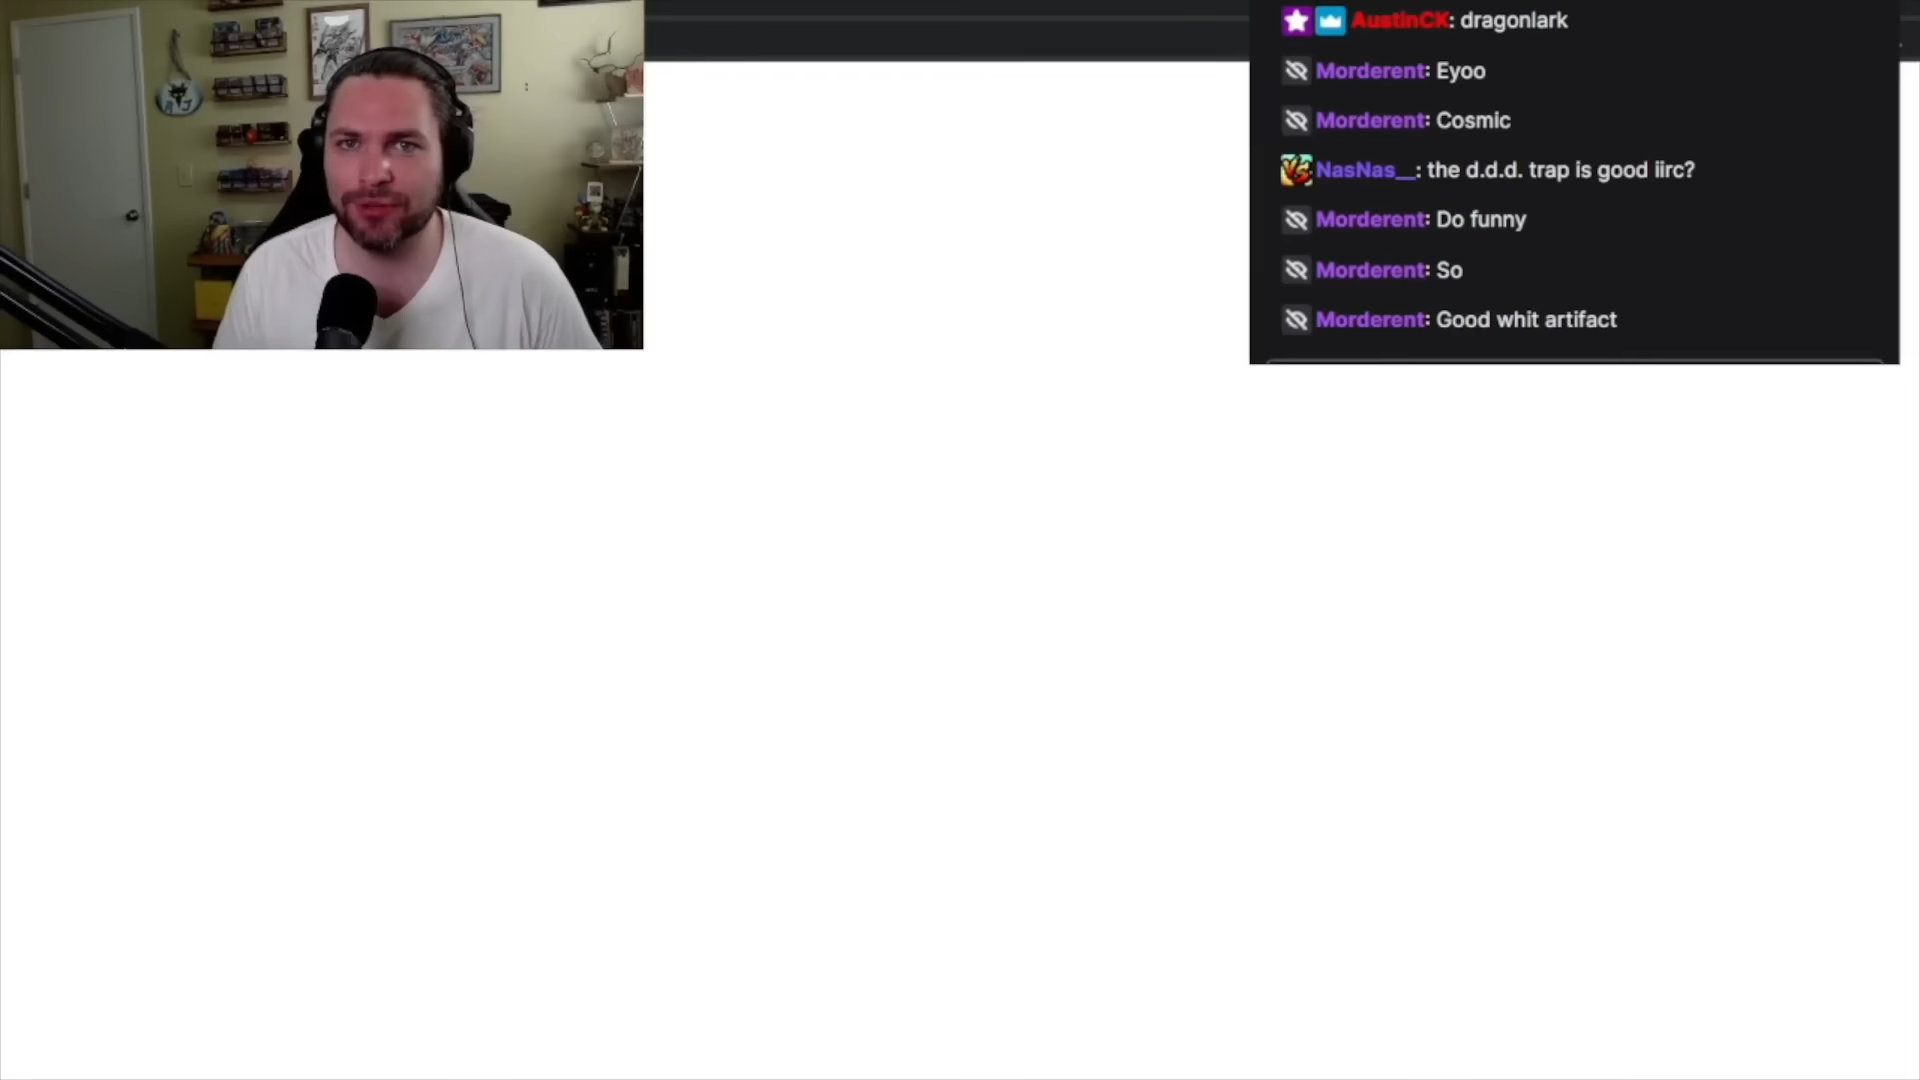 AustinCK: dragonlark
Morderent: Eyoo
Morderent: Cosmic
NasNas__: the d.d.d. trap is good iirc?
Morderent: Do funny
Morderent: So
Morderent: Good whit artifact